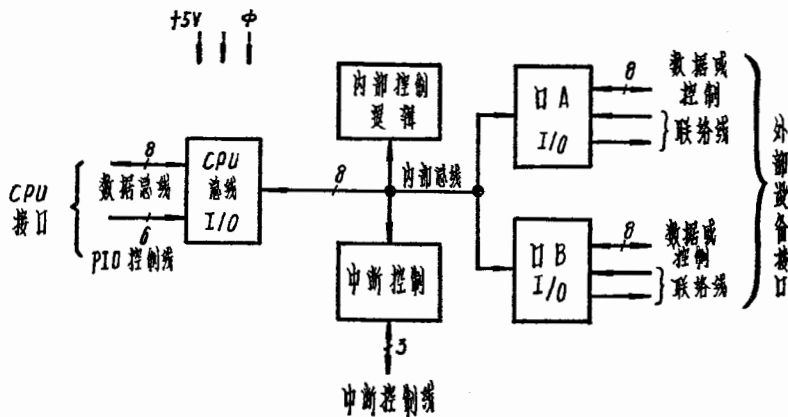 +5V Φ
内部控制
逻辑
CPU
接口
8
数据总线
6
PIO 控制线
CPU
总线
I/O
8
内部总线
中断控制
3
中断控制线
口 A
I/O
8
数据或
控制
联络线
口 B
I/O
8
数据或
控制
联络线
外部设备接口